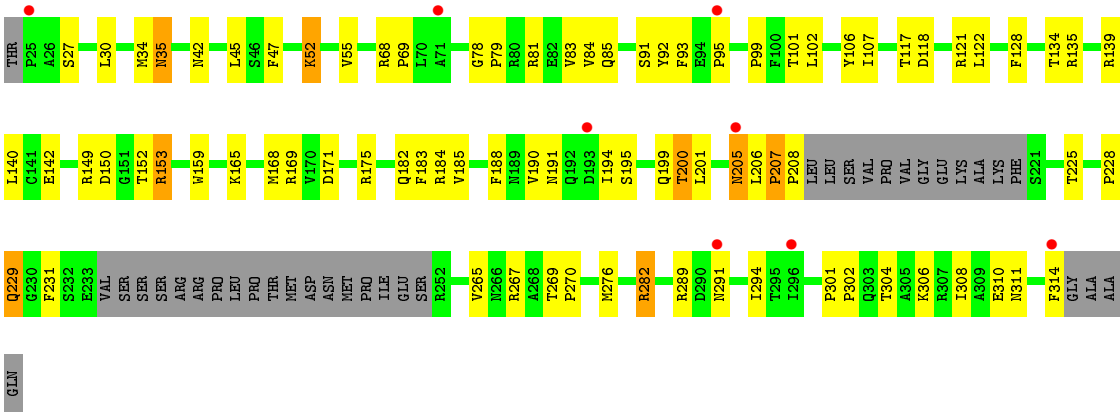 THR P25 A26 S27 L30 M34 N35 N42 L45 S46 F47 K52 V55 R68 P69 L70 A71 G78 P79 R80 R81 E82 V83 V84 Q85 S91 Y92 F93 E94 P95 P99 F100 T101 L102 Y106 I107 T117 D118 R121 L122 F128 T134 R135 R139
L140 C141 E142 R149 D150 G151 T152 R153 W159 K165 M168 R169 V170 D171 R175 Q182 F183 R184 V185 F188 N189 V190 N191 Q192 D193 I194 S195 Q199 T200 L201 N205 L206 P207 P208 LEU LEU SER VAL PRO VAL GLY GLU LYS ALA LYS PHE S221 T225 P228
Q229 G230 F231 S232 E233 VAL SER SER SER ARG ARG PRO LEU PRO THR MET ASP ASN MET PRO ILE GLU SER R252 V265 N266 R267 A268 T269 P270 M276 R282 R289 D290 N291 I294 T295 I296 P301 P302 Q303 T304 A305 K306 R307 I308 A309 E310 N311 F314 GLY ALA ALA
GLN